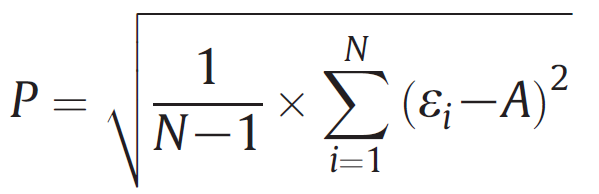 P = √(1/(N−1) × ∑_{i=1}^{N} (ε_i − A)^2)